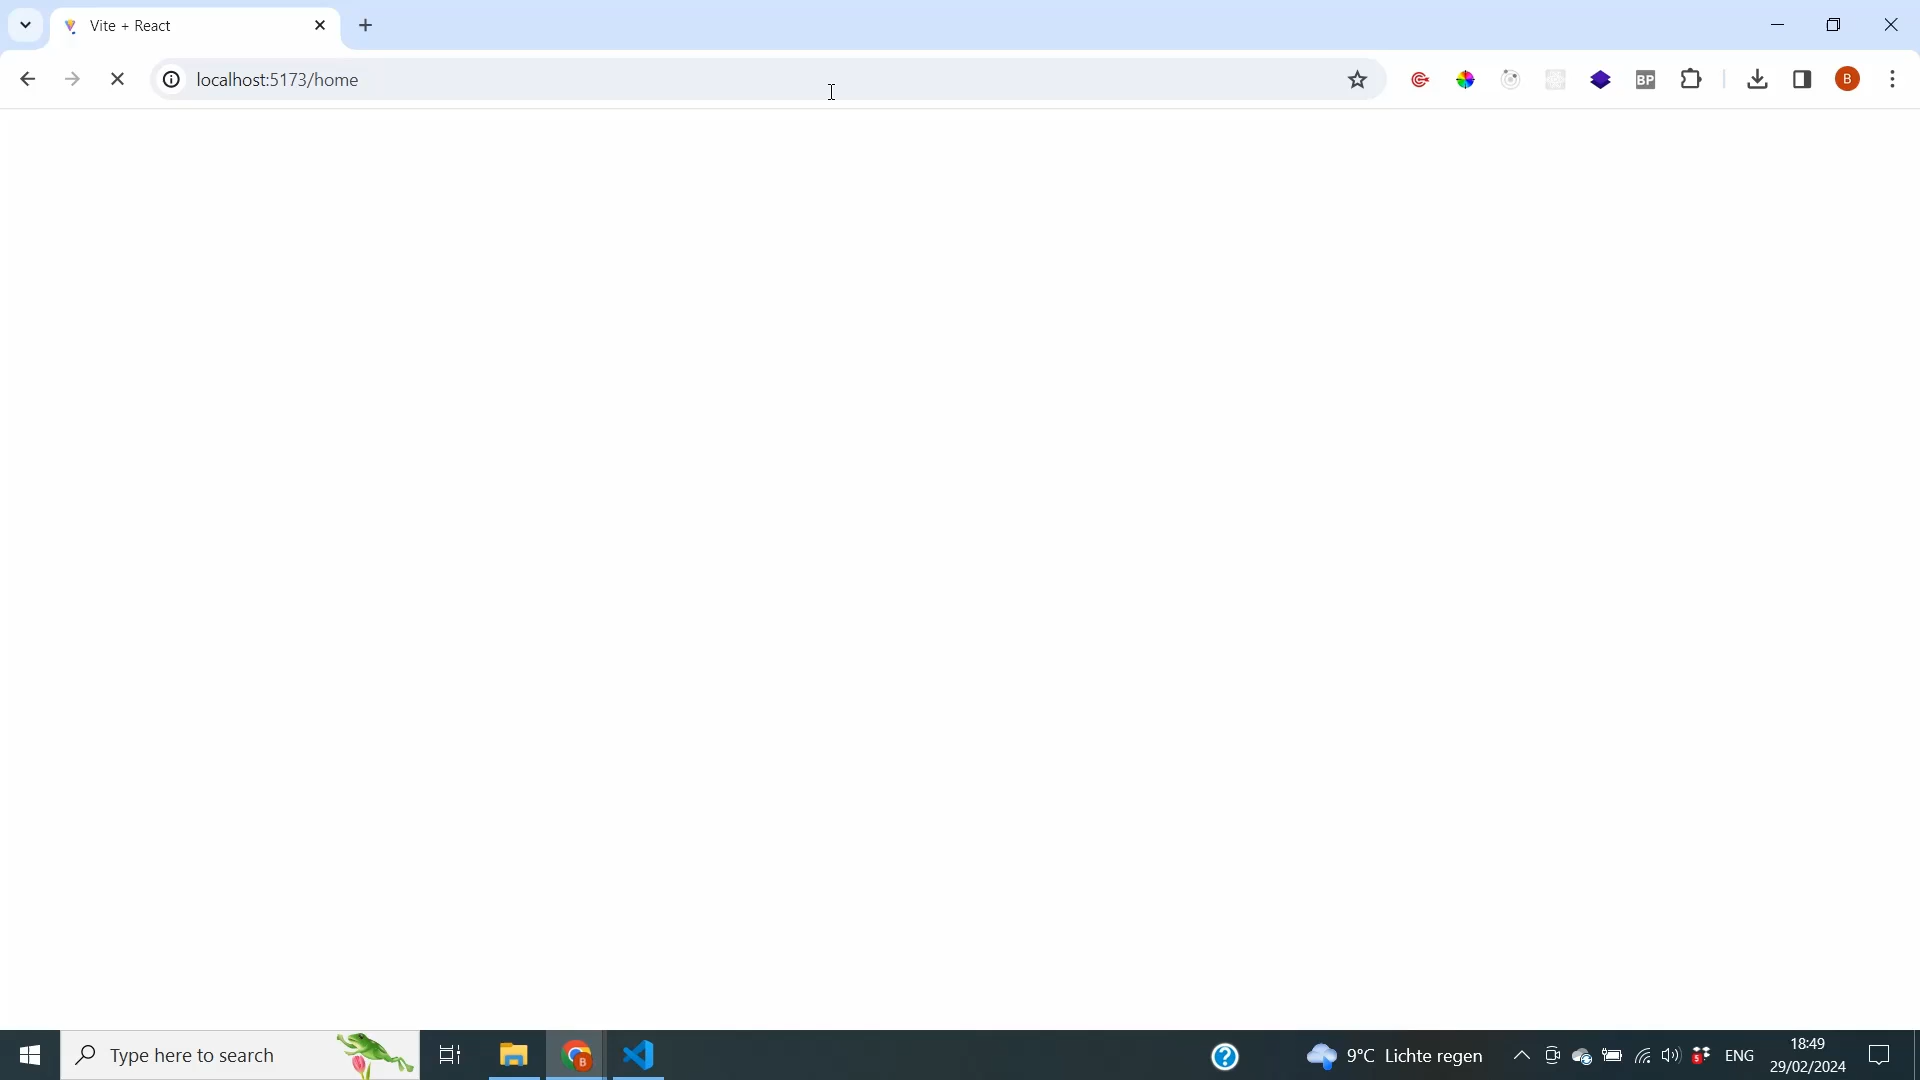 Vite + React
localhost:5173/home
BP
B
B
Type here to search
9°C Lichte regen
5
ENG
18:49
29/02/2024